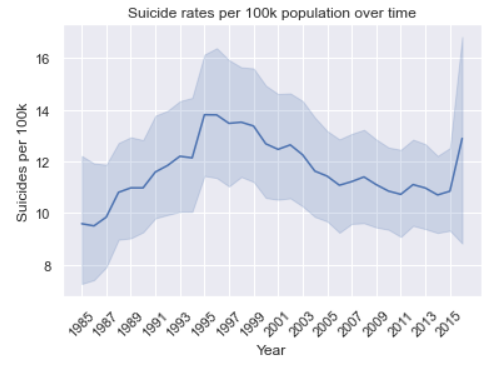 Suicide rates per 100k population over time
Suicides per 100k
16
14
12
10
8
1985 1987 1989 1991 1993 1995 1997 1999 2001 2003 2005 2007 2009 2011 2013 2015
Year